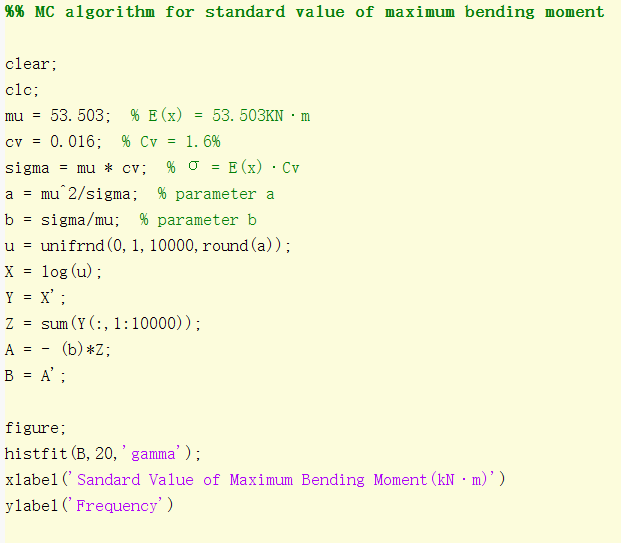 %% MC algorithm for standard value of maximum bending moment
clear;
clc;
mu = 53.503;  % E(x) = 53.503KN·m
cv = 0.016;  % Cv = 1.6%
sigma = mu * cv;  % σ = E(x)·Cv
a = mu^2/sigma;  % parameter a
b = sigma/mu;  % parameter b
u = unifrnd(0,1,10000,round(a));
X = log(u);
Y = X';
Z = sum(Y(:,1:10000));
A = - (b)*Z;
B = A';
figure;
histfit(B,20,'gamma');
xlabel('Sandard Value of Maximum Bending Moment(kN·m)')
ylabel('Frequency')